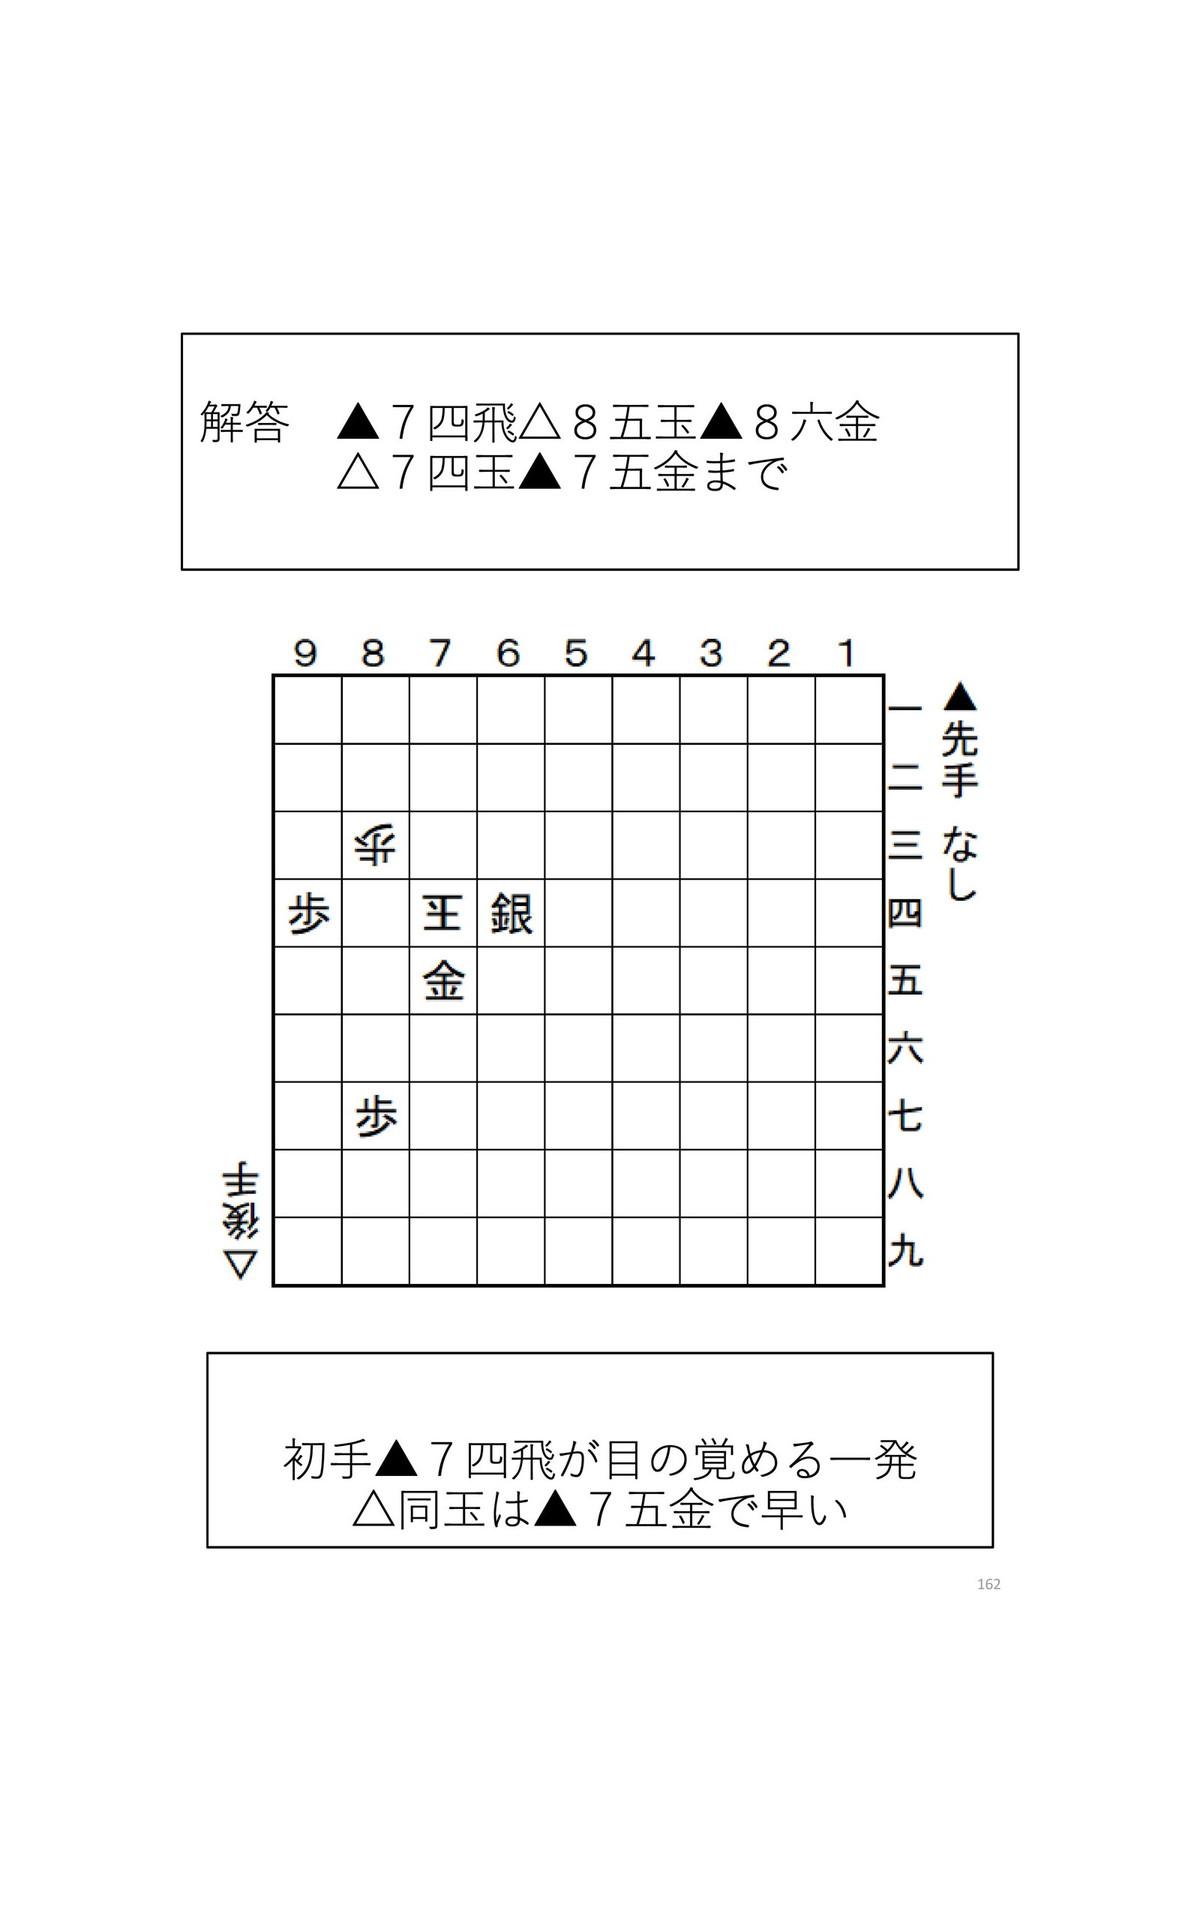 解答　▲７四飛△８五玉▲８六金
△７四玉▲７五金まで
9 8 7 6 5 4 3 2 1
一
二
歩
三
歩 王 銀
四
金
五
六
歩
七
八
九
▲先手 なし
△後手
初手▲７四飛が目の覚める一発
△同玉は▲７五金で早い
162